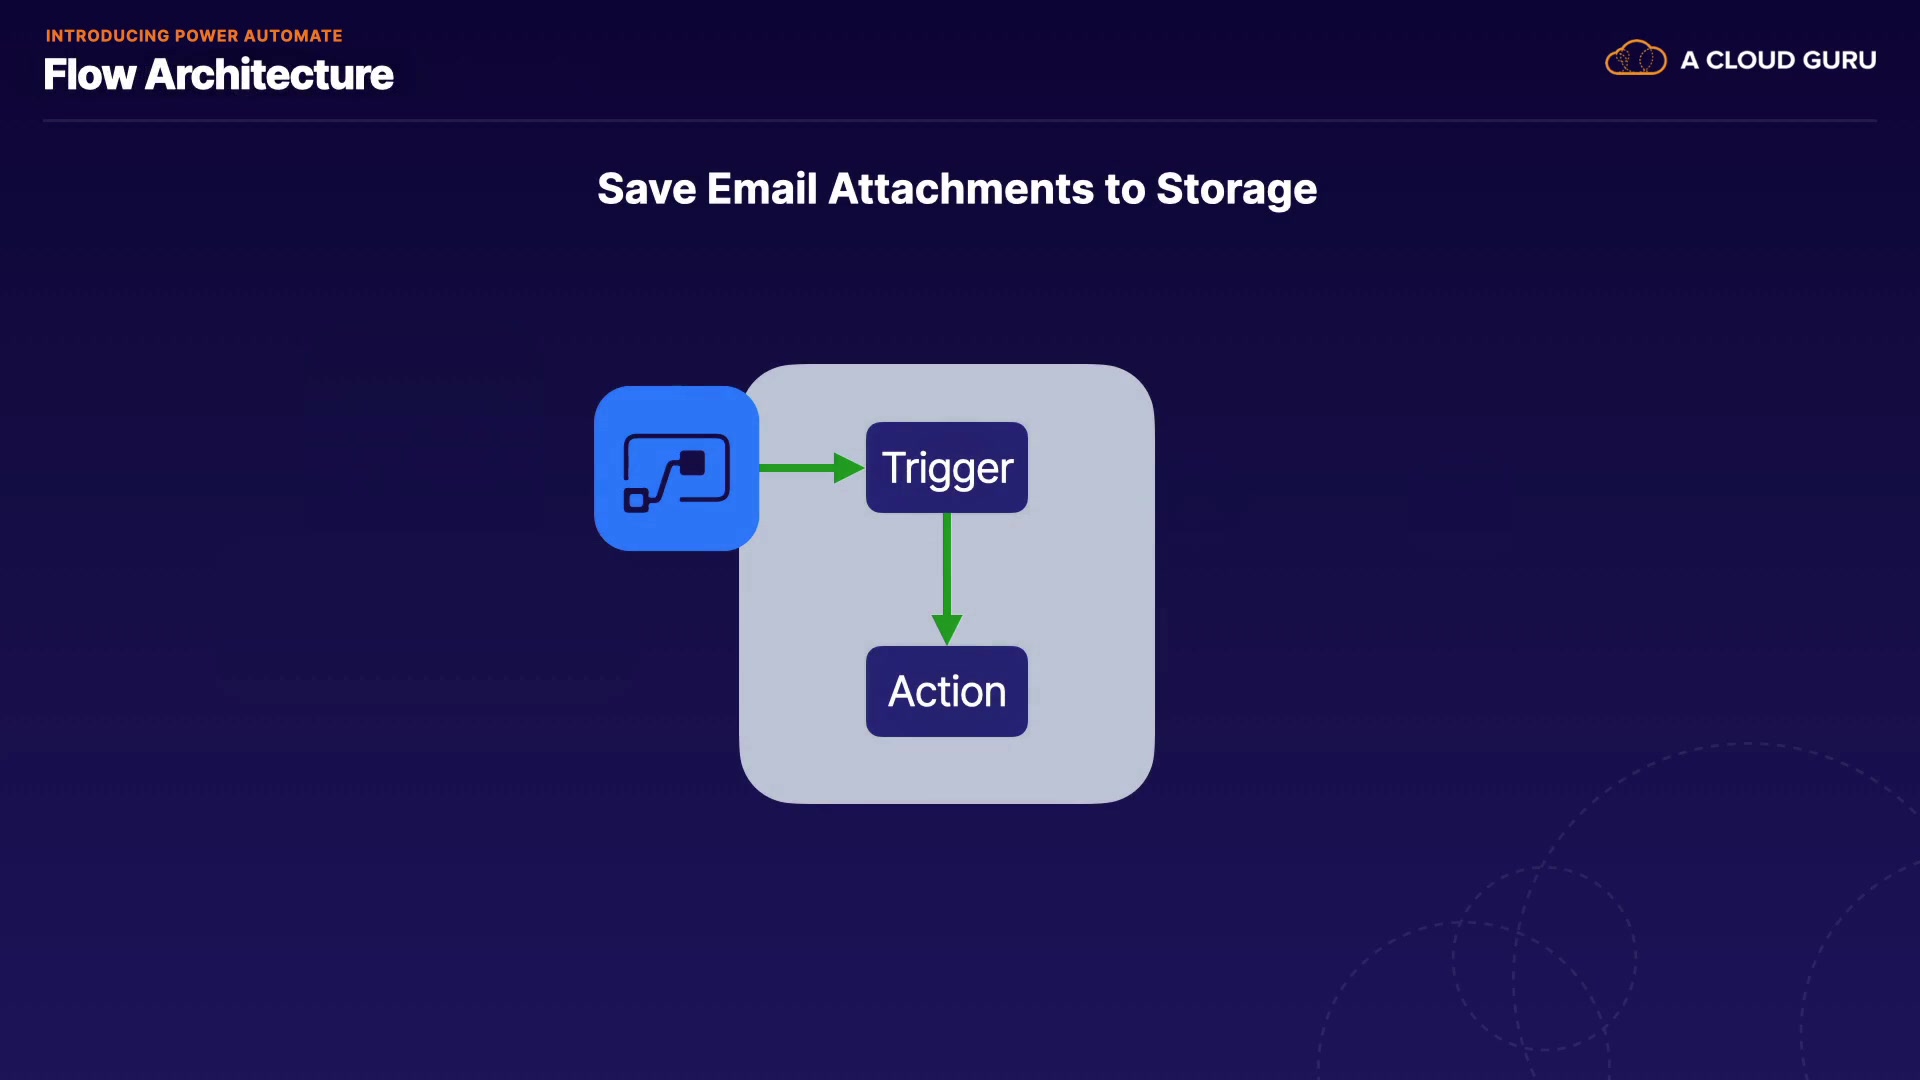 INTRODUCING POWER AUTOMATE
Flow Architecture
A CLOUD GURU
Save Email Attachments to Storage
Trigger
Action